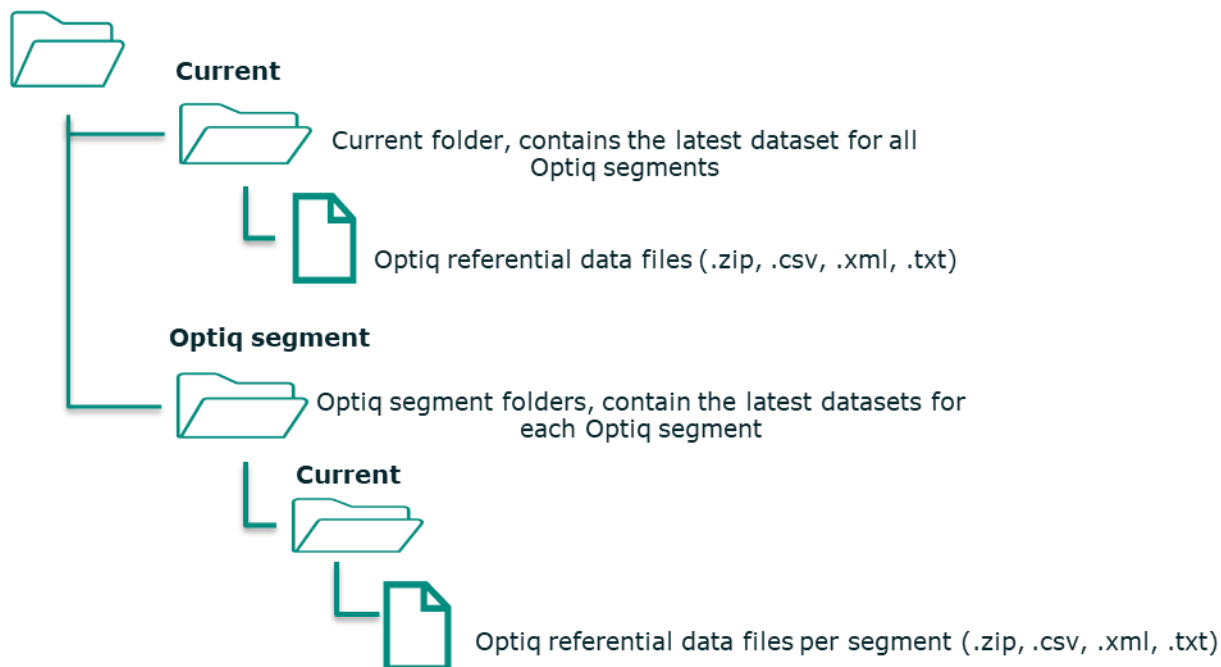 Current
Current folder, contains the latest dataset for all
Optiq segments
Optiq referential data files (.zip, .csv, .xml, .txt)
Optiq segment
Optiq segment folders, contain the latest datasets for
each Optiq segment
Current
Optiq referential data files per segment (.zip, .csv, .xml, .txt)